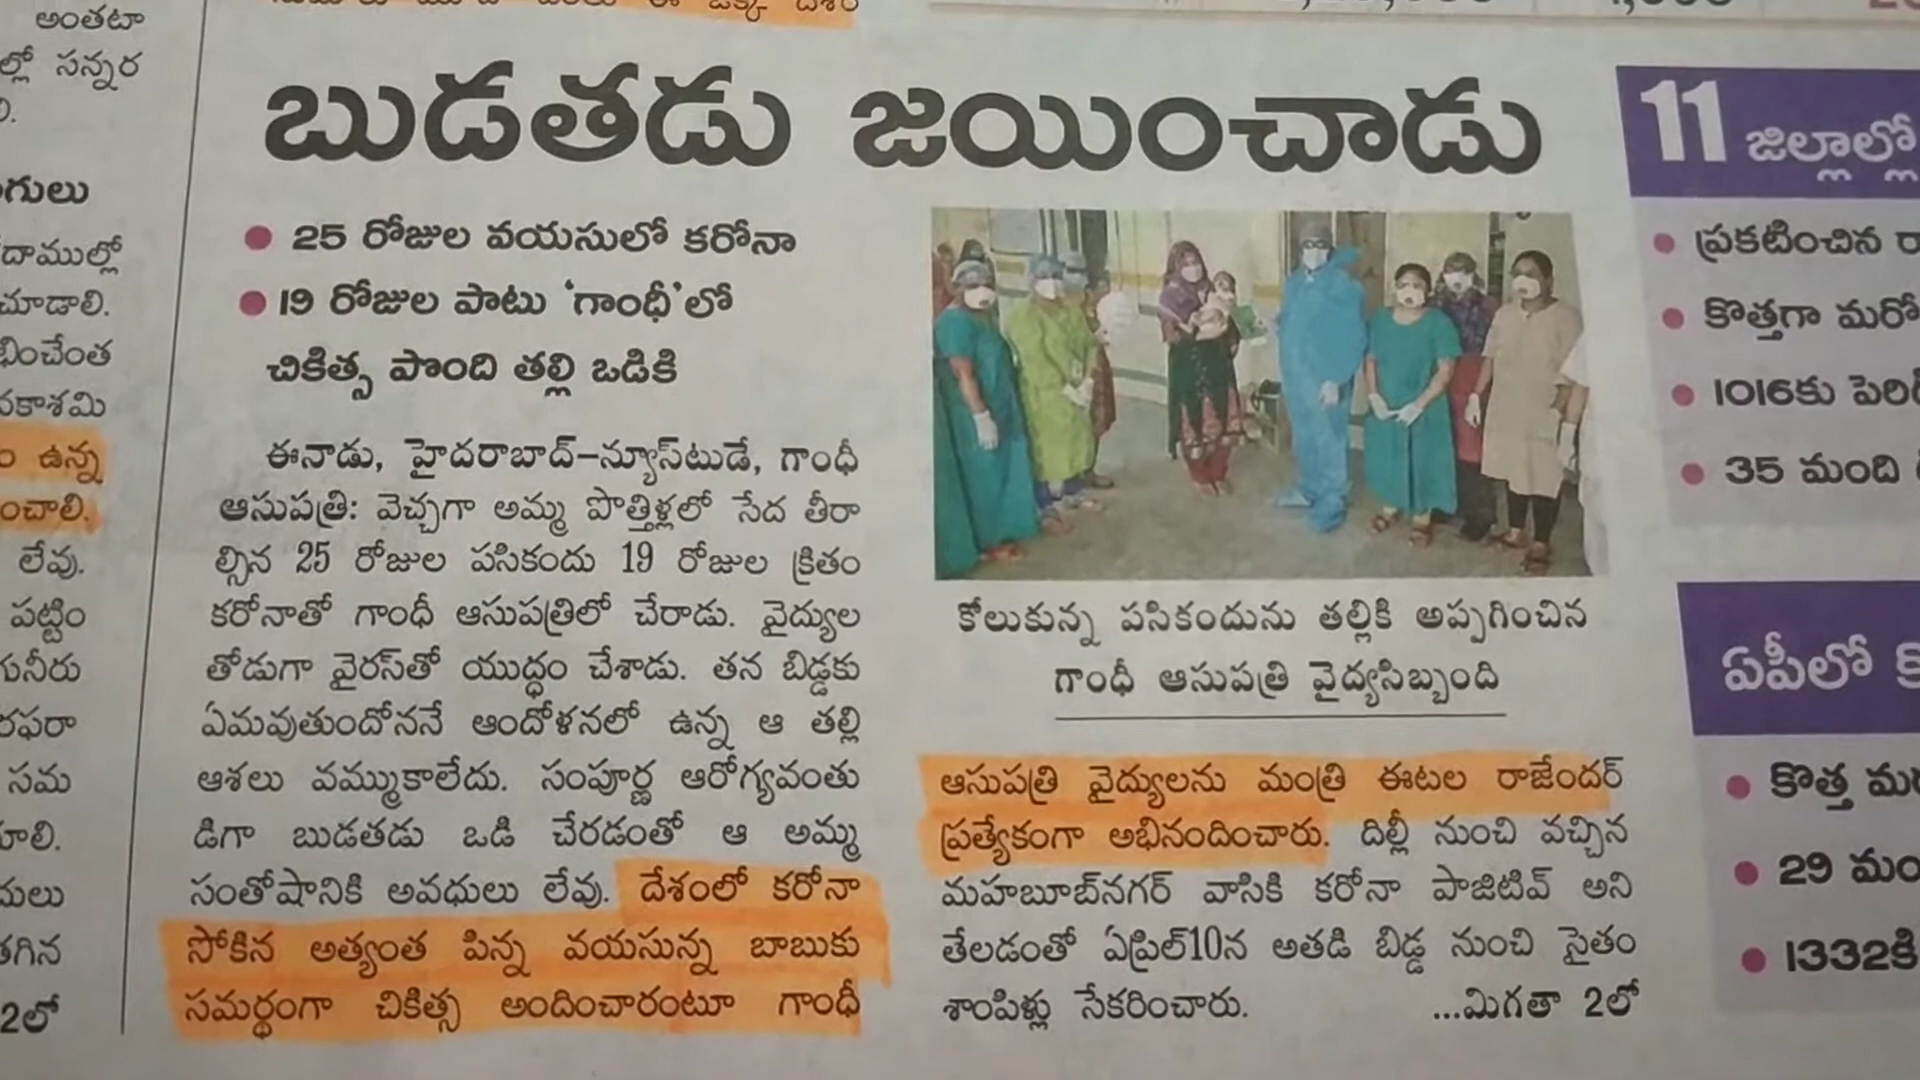 అంతటా
సన్నర
బుడతడు జయించాడు
• 25 రోజుల వయసులో కరోనా
• 19 రోజుల పాటు 'గాంధీ'లో
చికిత్స పొంది తల్లి ఒడికి
ఈనాడు, హైదరాబాద్-న్యూస్‌టుడే, గాంధీ
ఆసుపత్రి: వెచ్చగా అమ్మ పొత్తిళ్లలో సేద తీరా
ల్సిన 25 రోజుల పసికందు 19 రోజుల క్రితం
కరోనాతో గాంధీ ఆసుపత్రిలో చేరాడు. వైద్యుల
తోడుగా వైరస్‌తో యుద్ధం చేశాడు. తన బిడ్డకు
ఏమవుతుందోననే ఆందోళనలో ఉన్న ఆ తల్లి
ఆశలు వమ్ముకాలేదు. సంపూర్ణ ఆరోగ్యవంతు
డిగా బుడతడు ఒడి చేరడంతో ఆ అమ్మ
సంతోషానికి అవధులు లేవు. దేశంలో కరోనా
సోకిన అత్యంత పిన్న వయసున్న బాబుకు
సమర్థంగా చికిత్స అందించారంటూ గాంధీ
కోలుకున్న పసికందును తల్లికి అప్పగించిన
గాంధీ ఆసుపత్రి వైద్యసిబ్బంది
ఆసుపత్రి వైద్యులను మంత్రి ఈటల రాజేందర్
ప్రత్యేకంగా అభినందించారు. దిల్లీ నుంచి వచ్చిన
మహబూబ్‌నగర్ వాసికి కరోనా పాజిటివ్ అని
తేలడంతో ఏప్రిల్10న అతడి బిడ్డ నుంచి సైతం
శాంపిళ్లు సేకరించారు. ...మిగతా 2లో
11 జిల్లాల్లో
• ప్రకటించిన
• కొత్తగా
• 1016కు
• 35 మంది
ఏపీలో
• కొత్త
• 29
• 1332కి
చూడాలి.
ఉన్న
లేవు.
పట్టిం
సమ
2లో